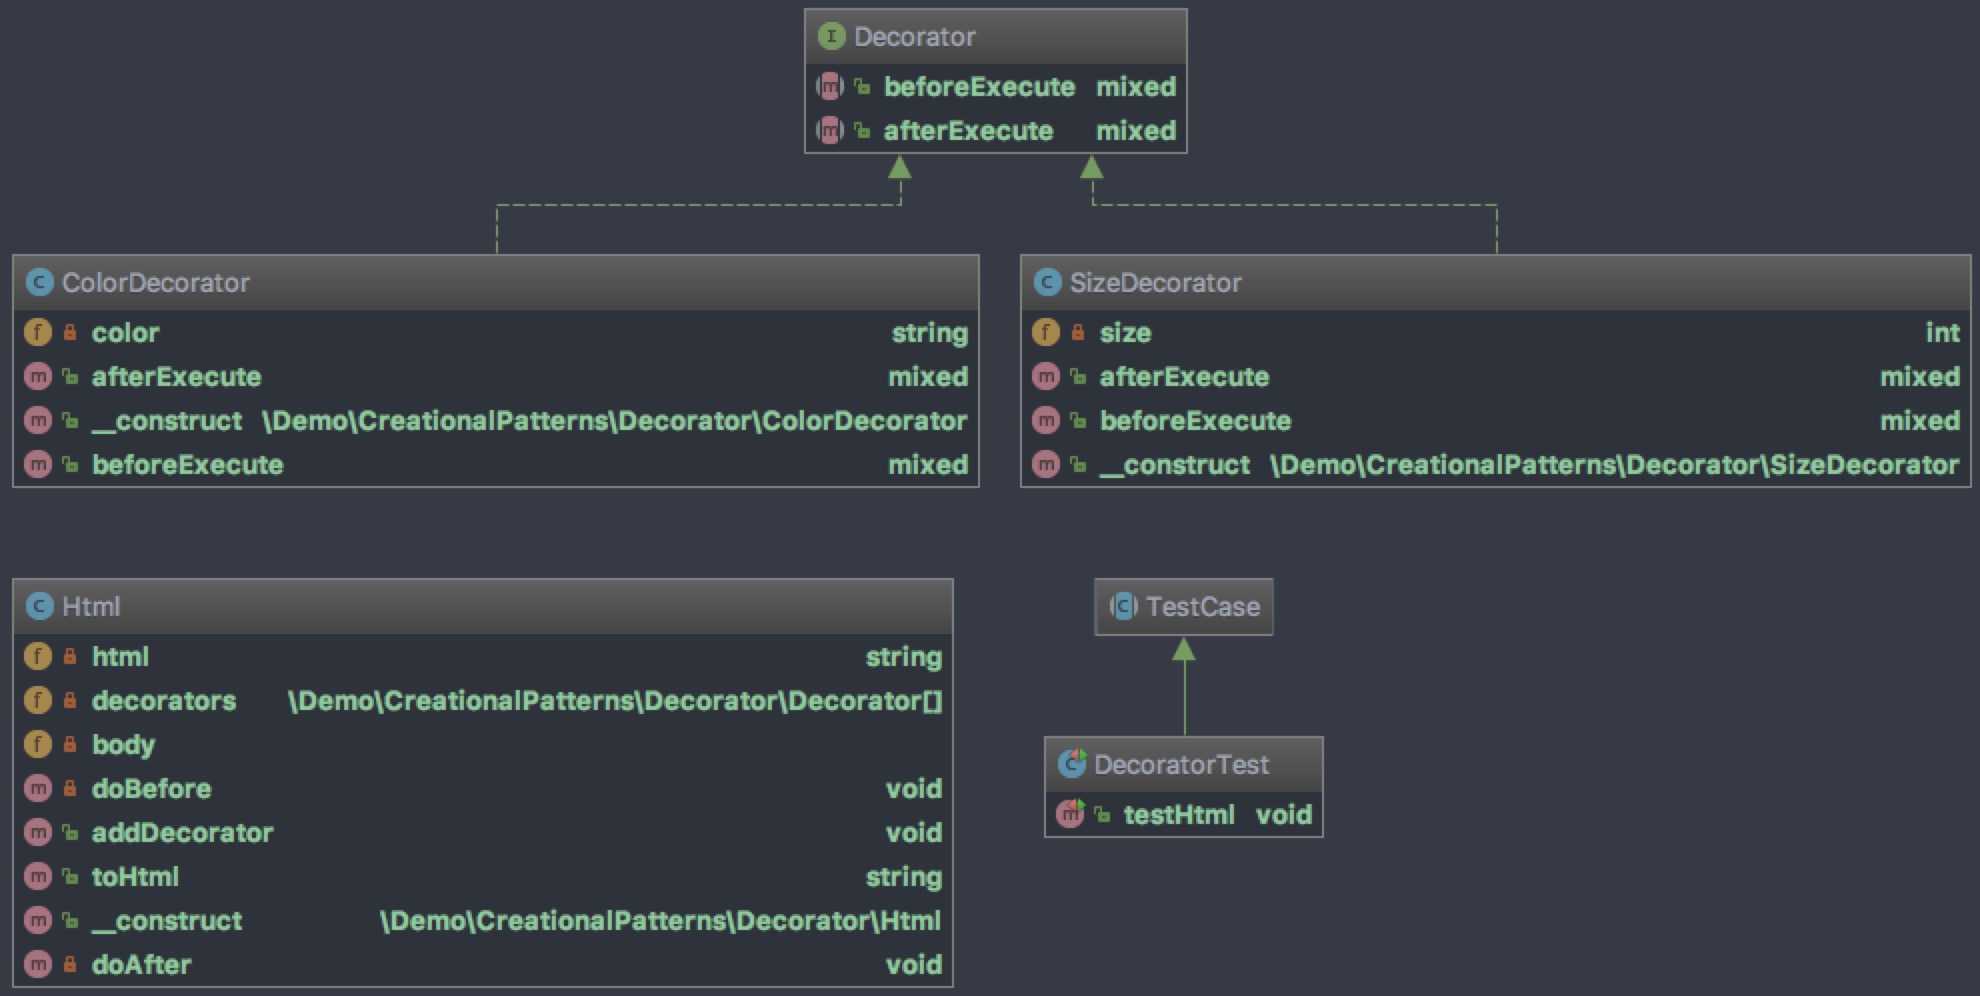 Decorator
beforeExecute mixed
afterExecute mixed
ColorDecorator
color string
afterExecute mixed
__construct \Demo\CreationalPatterns\Decorator\ColorDecorator
beforeExecute mixed
SizeDecorator
size int
afterExecute mixed
beforeExecute mixed
__construct \Demo\CreationalPatterns\Decorator\SizeDecorator
Html
html string
decorators \Demo\CreationalPatterns\Decorator\Decorator[]
body
doBefore void
addDecorator void
toHtml string
__construct \Demo\CreationalPatterns\Decorator\Html
doAfter void
TestCase
DecoratorTest
testHtml void